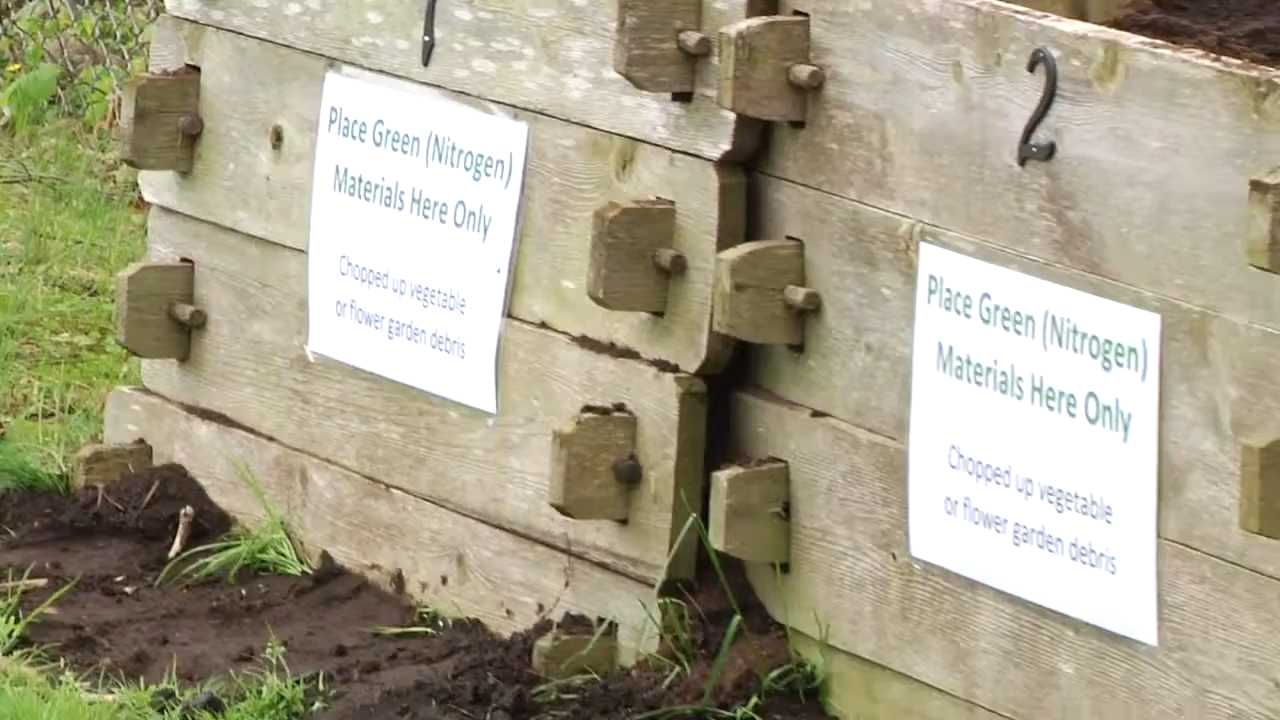 Place Green (Nitrogen)
Materials Here Only
Chopped up vegetable
or flower garden debris
2
Place Green (Nitrogen)
Materials Here Only
Chopped up vegetable
or flower garden debris